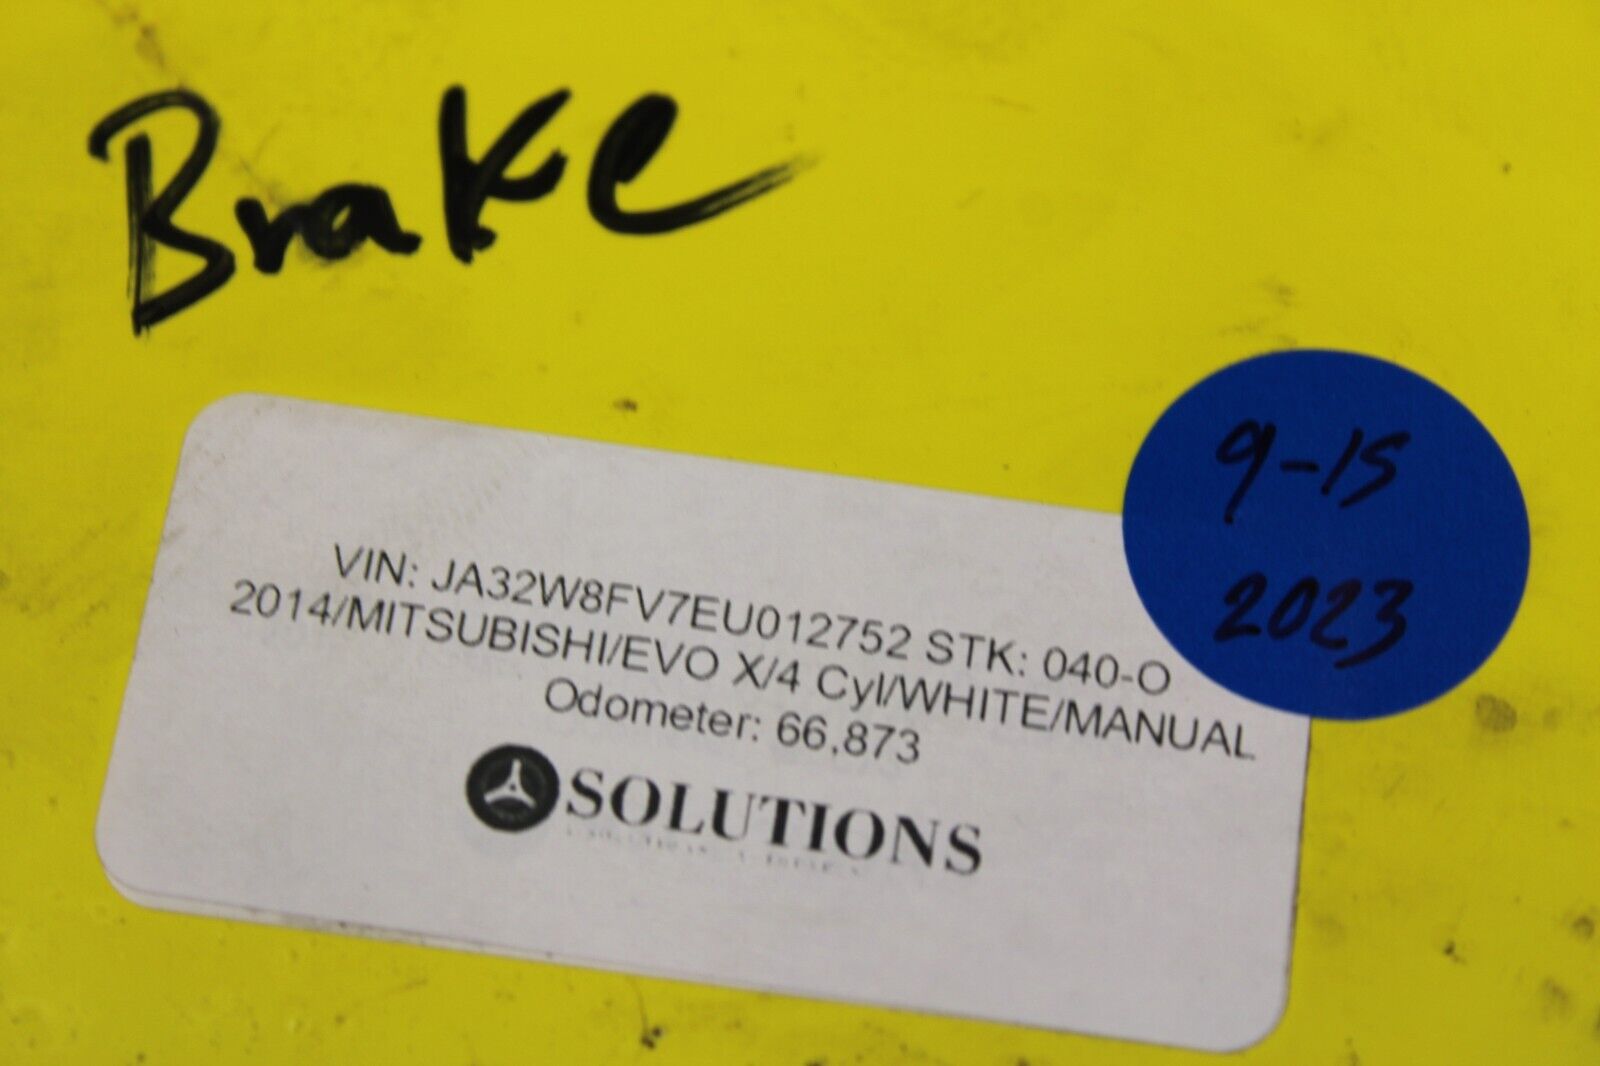 Brake
9-15
2023
VIN: JA32W8FV7EU012752 STK: 040-O
2014/MITSUBISHI/EVO X/4 Cyl/WHITE/MANUAL
Odometer: 66,873
SOLUTIONS